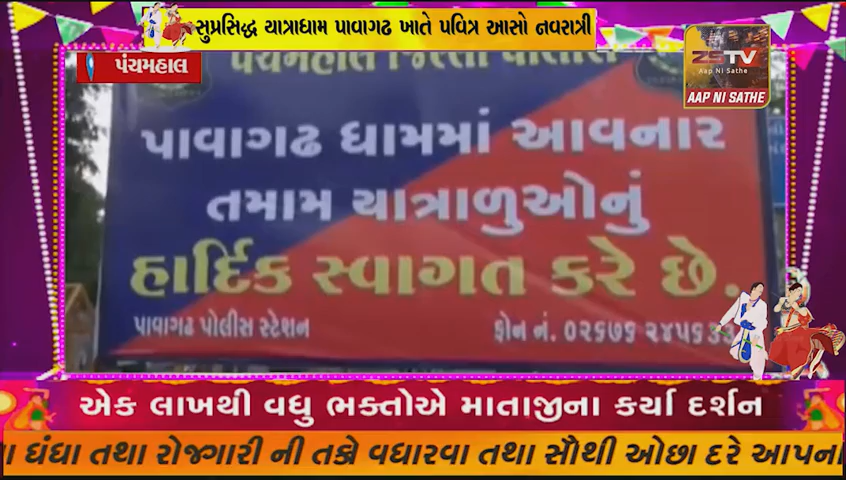 સુપ્રસિદ્ધ યાત્રાધામ પાવાગઢ ખાતે પવિત્ર આસો નવરાત્રી
પંચમહાલ
ZSTV
Aap Ni Sathe
AAP NI SATHE
પંચમહાલ જિલ્લા પોલીસ
પાવાગઢ ધામમાં આવનાર
તમામ યાત્રાળુઓનું
હાર્દિક સ્વાગત કરે છે.
પાવાગઢ પોલીસ સ્ટેશન
ફોન નં. ૦૨૬૭૬ ૨૪૫૬૩૩
એક લાખથી વધુ ભક્તોએ માતાજીના કર્યા દર્શન
ધંધા તથા રોજગારી ની તકો વધારવા તથા સૌથી ઓછા દરે આપના